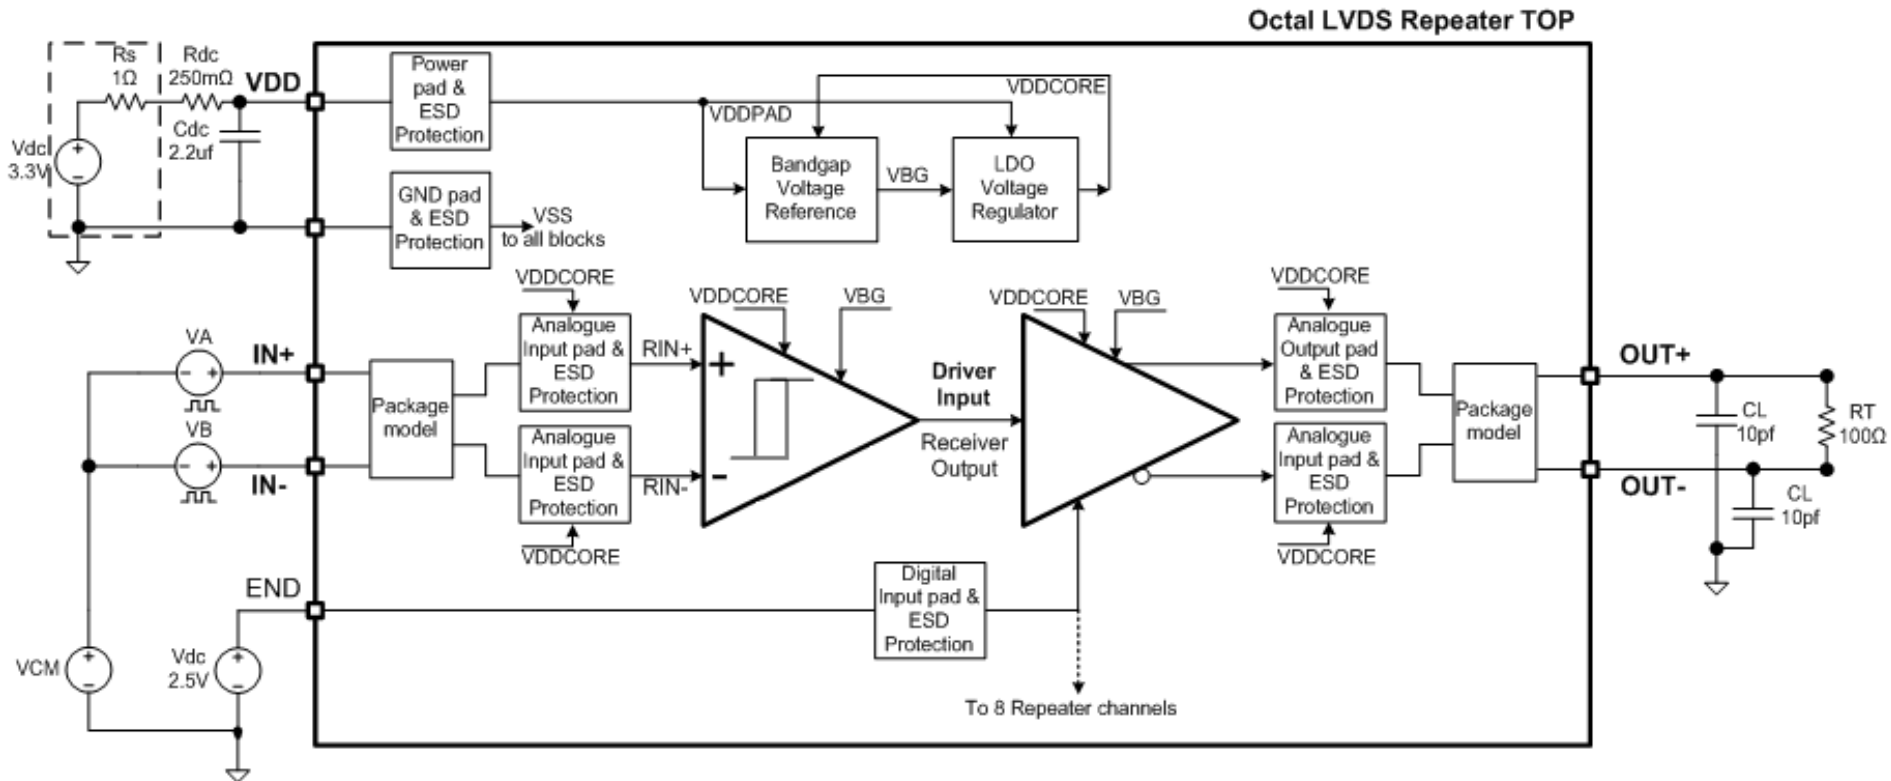 Octal LVDS Repeater TOP
Rs
1Ω
Rdc
250mΩ
VDD
Vdc
3.3V
Cdc
2.2uf
Power
pad &
ESD
Protection
GND pad
& ESD
Protection
VSS
to all blocks
VDDPAD
VDDCORE
Bandgap
Voltage
Reference
VBG
LDO
Voltage
Regulator
VA
IN+
VB
IN-
Package
model
VDDCORE
Analogue
Input pad &
ESD
Protection
RIN+
Analogue
Input pad &
ESD
Protection
RIN-
VDDCORE
VDDCORE
VBG
+
-
Driver
Input
Receiver
Output
VDDCORE
VBG
VDDCORE
Analogue
Output pad
& ESD
Protection
Analogue
Input pad &
ESD
Protection
VDDCORE
Package
model
OUT+
OUT-
CL
10pf
RT
100Ω
CL
10pf
END
Digital
Input pad &
ESD
Protection
VCM
Vdc
2.5V
To 8 Repeater channels